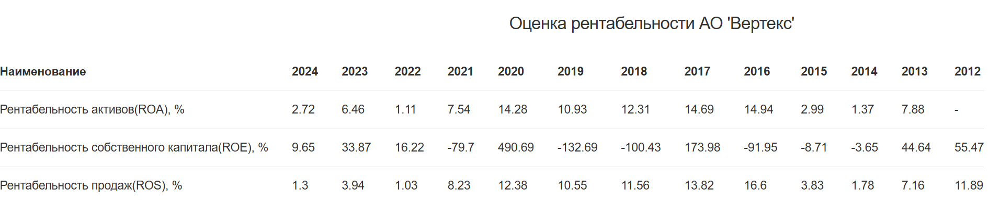 Оценка рентабельности АО 'Вертекс'
Наименование 2024 2023 2022 2021 2020 2019 2018 2017 2016 2015 2014 2013 2012
Рентабельность активов(ROA), % 2.72 6.46 1.11 7.54 14.28 10.93 12.31 14.69 14.94 2.99 1.37 7.88 -
Рентабельность собственного капитала(ROE), % 9.65 33.87 16.22 -79.7 490.69 -132.69 -100.43 173.98 -91.95 -8.71 -3.65 44.64 55.47
Рентабельность продаж(ROS), % 1.3 3.94 1.03 8.23 12.38 10.55 11.56 13.82 16.6 3.83 1.78 7.16 11.89